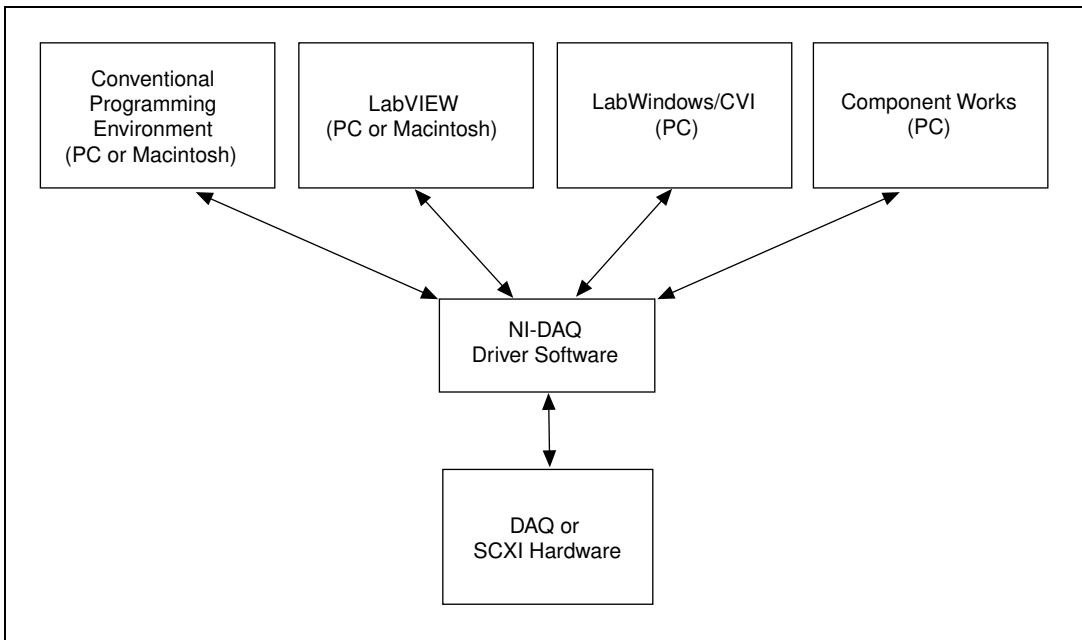 Conventional
Programming
Environment
(PC or Macintosh)
LabVIEW
(PC or Macintosh)
LabWindows/CVI
(PC)
Component Works
(PC)
NI-DAQ
Driver Software
DAQ or
SCXI Hardware